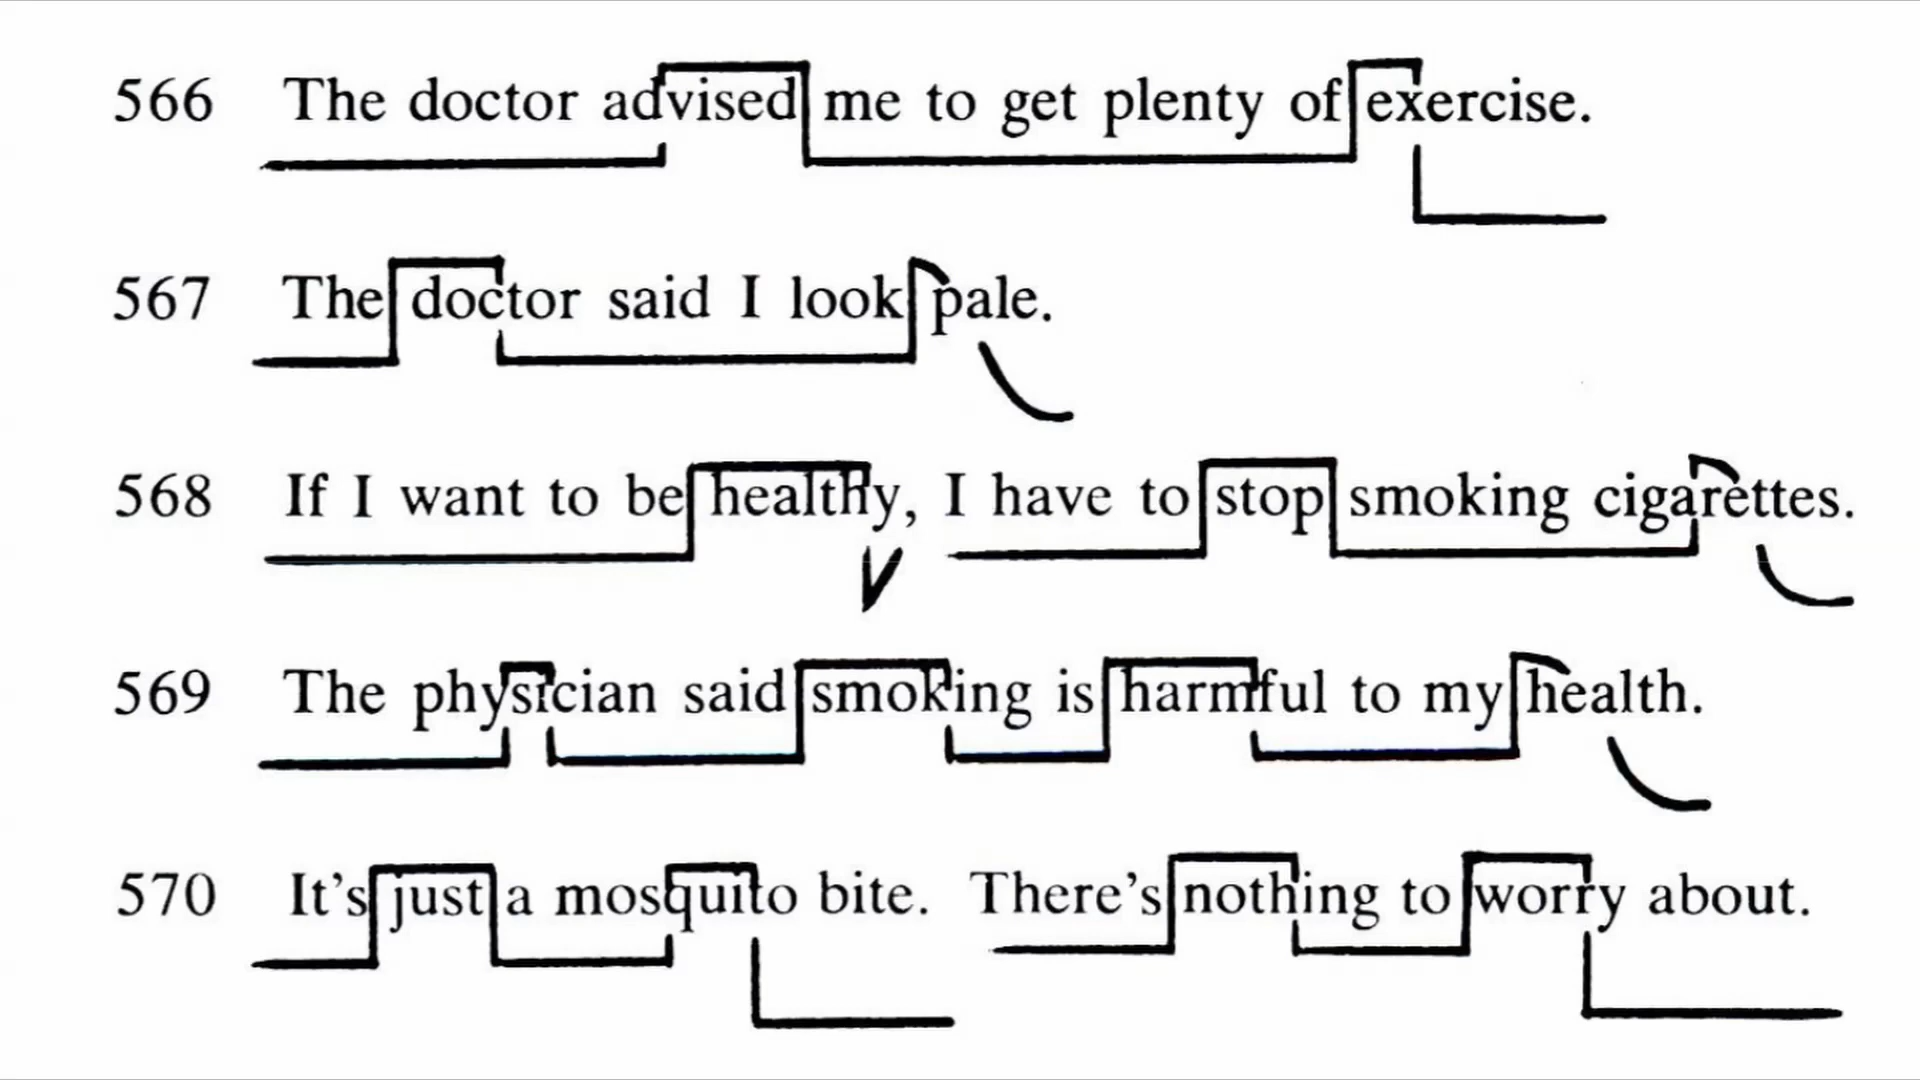 566 The doctor advised me to get plenty of exercise.
567 The doctor said I look pale.
568 If I want to be healthy, I have to stop smoking cigarettes.
569 The physician said smoking is harmful to my health.
570 It's just a mosquito bite. There's nothing to worry about.